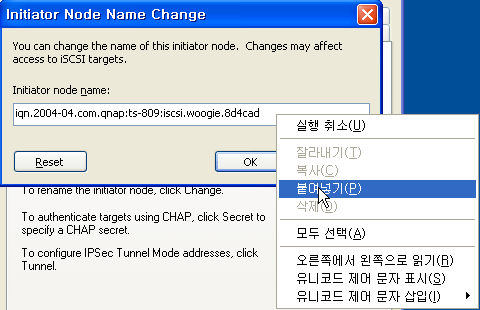 Initiator Node Name Change
You can change the name of this initiator node.  Changes may affect
access to iSCSI targets.
Initiator node name:
iqn.2004-04.com.qnap:ts-809:iscsi.woogie.8d4cad
Reset
OK
To rename the initiator node, click Change.
To authenticate targets using CHAP, click Secret to
specify a CHAP secret.
To configure IPSec Tunnel Mode addresses, click
Tunnel.
실행 취소(U)
잘라내기(T)
복사(C)
붙여넣기(P)
삭제(D)
모두 선택(A)
오른쪽에서 왼쪽으로 읽기(R)
유니코드 제어 문자 표시(S)
유니코드 제어 문자 삽입(I)